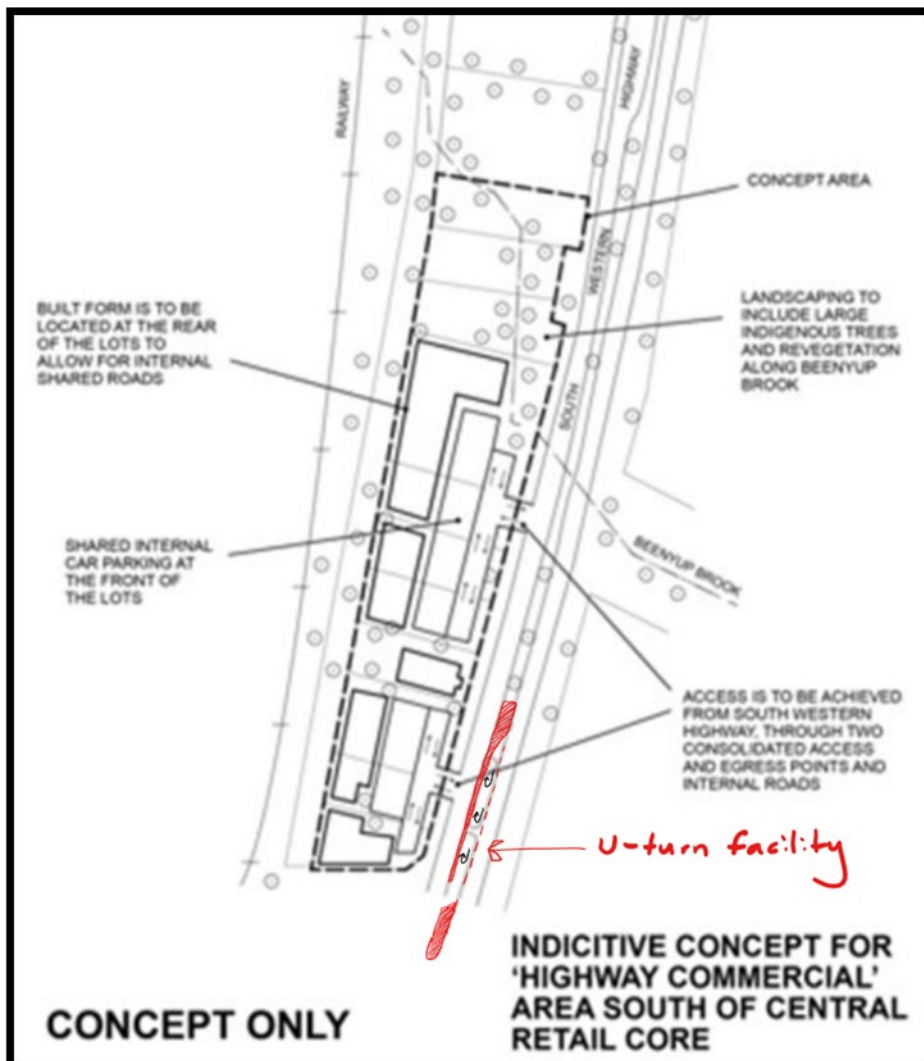 RAILWAY
HIGHWAY
CONCEPT AREA
WESTERN
BUILT FORM IS TO BE
LOCATED AT THE REAR
OF THE LOTS TO
ALLOW FOR INTERNAL
SHARED ROADS
LANDSCAPING TO
INCLUDE LARGE
INDIGENOUS TREES
AND REVEGETATION
ALONG BEENYUP
BROOK
SOUTH
SHARED INTERNAL
CAR PARKING AT
THE FRONT OF
THE LOTS
BEENYUP BROOK
ACCESS IS TO BE ACHIEVED
FROM SOUTH WESTERN
HIGHWAY, THROUGH TWO
CONSOLIDATED ACCESS
AND EGRESS POINTS AND
INTERNAL ROADS
U-turn facility
INDICITIVE CONCEPT FOR
'HIGHWAY COMMERCIAL'
AREA SOUTH OF CENTRAL
RETAIL CORE
CONCEPT ONLY